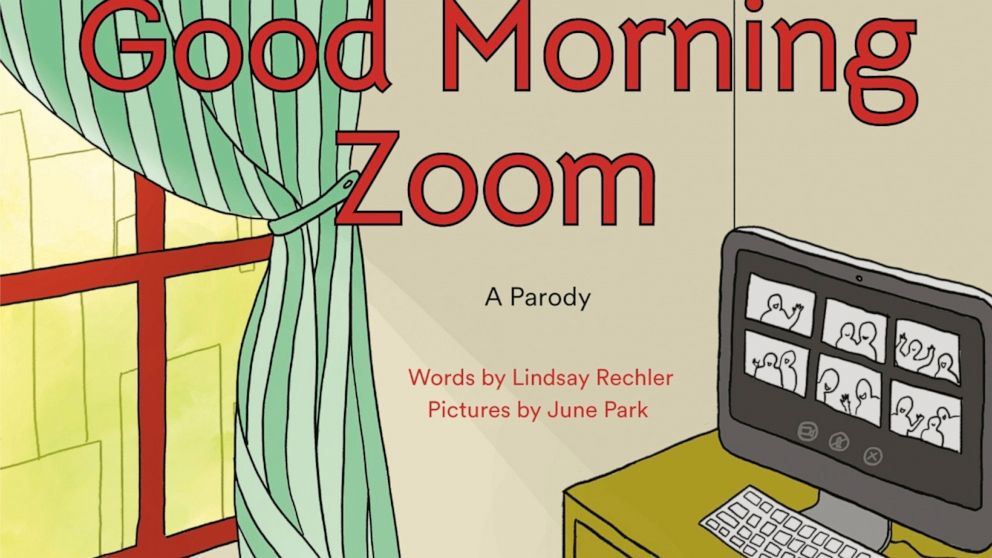 Good Morning
Zoom
A Parody
Words by Lindsay Rechler
Pictures by June Park